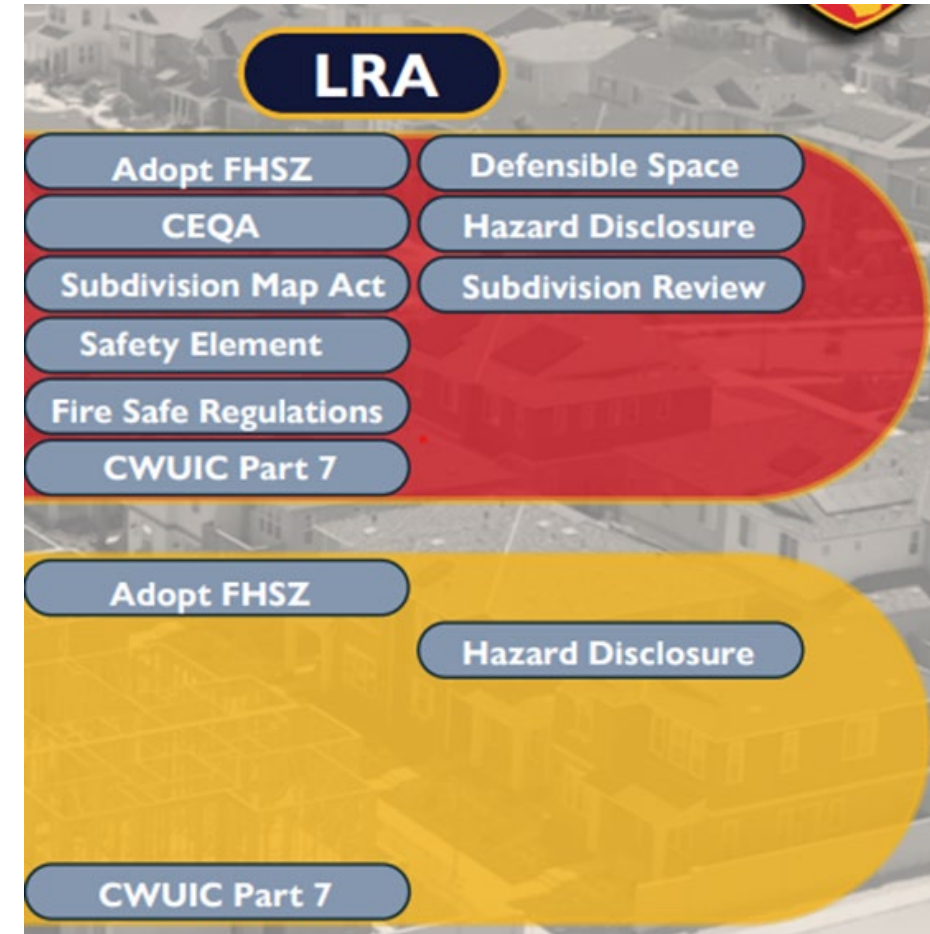 LRA
Adopt FHSZ
Defensible Space
CEQA
Hazard Disclosure
Subdivision Map Act
Subdivision Review
Safety Element
Fire Safe Regulations
CWUIC Part 7
Adopt FHSZ
Hazard Disclosure
CWUIC Part 7